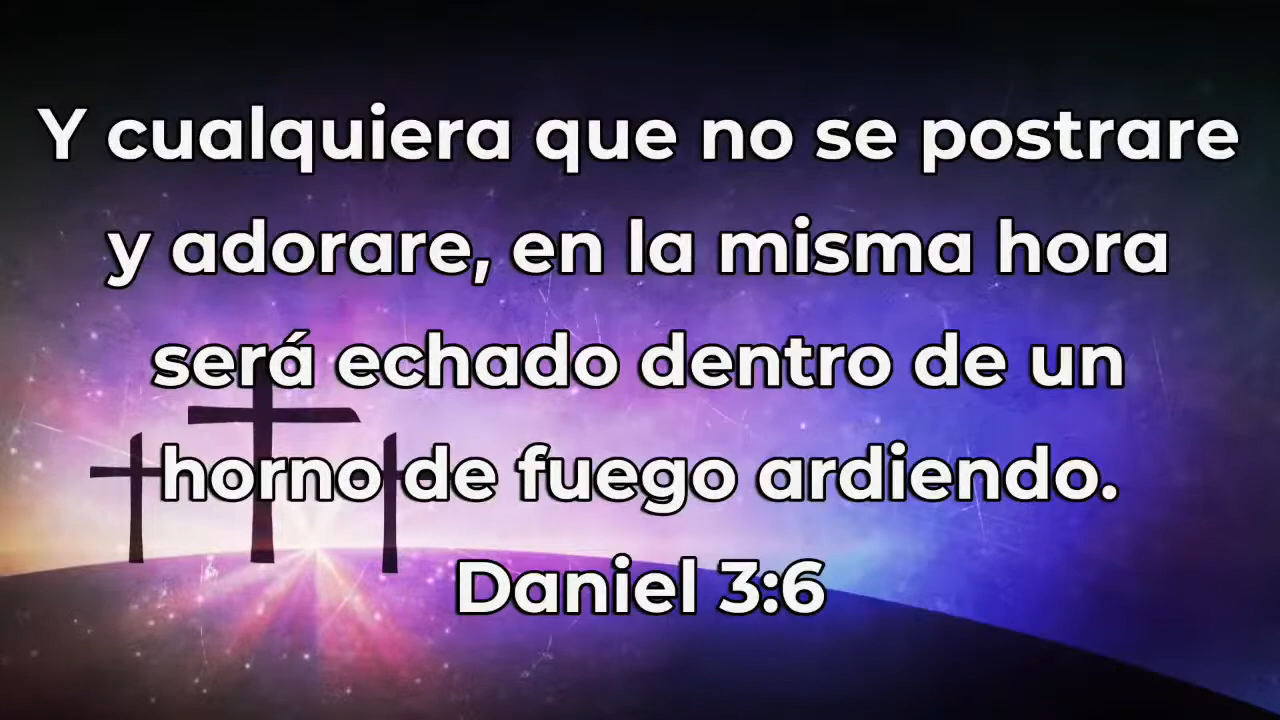 Y cualquiera que no se postrare
y adorare, en la misma hora
será echado dentro de un
horno de fuego ardiendo.
Daniel 3:6